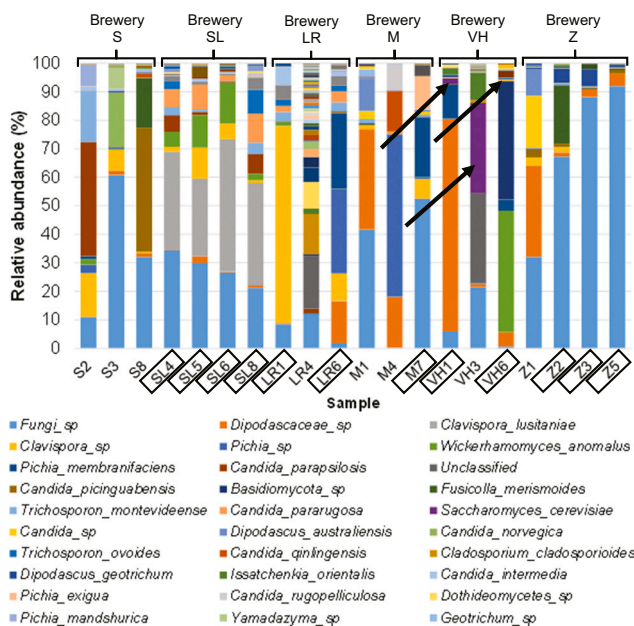 Brewery Brewery Brewery Brewery Brewery Brewery
S SL LR M VH Z
100
90
80
70
60
50
40
30
20
10
0
Relative abundance (%)
S2 S3 S8 SL4 SL5 SL6 SL8 LR1 LR4 LR6 M1 M4 M7 VH1 VH3 VH6 Z1 Z2 Z3 Z5
Sample
Fungi_sp Dipodascaceae_sp Clavispora_lusitaniae
Clavispora_sp Pichia_sp Wickerhamomyces_anomalus
Pichia_membranifaciens Candida_parapsilosis Unclassified
Candida_picinguabensis Basidiomycota_sp Fusicolla_merismoides
Trichosporon_montevideense Candida_pararugosa Saccharomyces_cerevisiae
Candida_sp Dipodascus_australiensis Candida_norvegica
Trichosporon_ovoides Candida_qinlingensis Cladosporium_cladosporioides
Dipodascus_geotrichum Issatchenkia_orientalis Candida_intermedia
Pichia_exigua Candida_rugopelliculosa Dothideomycetes_sp
Pichia_mandshurica Yamadazyma_sp Geotrichum_sp